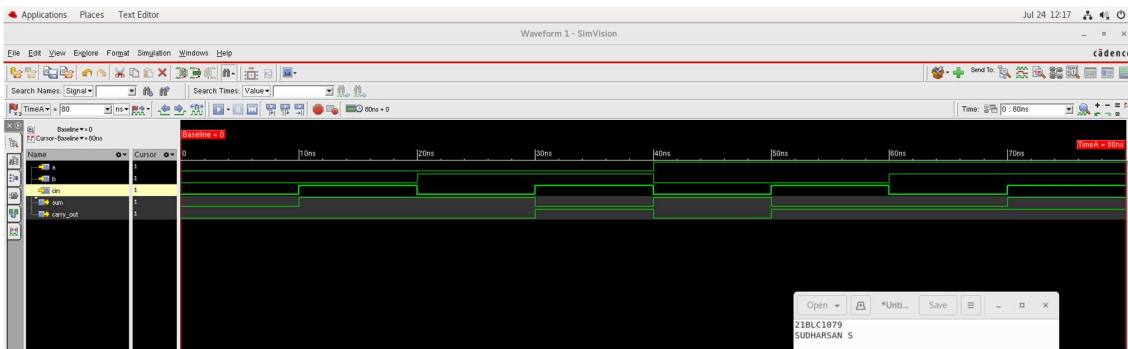 Applications Places Text Editor Jul 24 12:17
Waveform 1 - SimVision
File Edit View Explore Format Simulation Windows Help cādence
Send To:
Search Names: Signal Search Times: Value
TimeA = 80 ns 80ns + 0 Time: 0 : 80ns
Baseline = 0
Cursor-Baseline = 80ns
Baseline = 0
TimeA = 80ns
Name Cursor 0 10ns 20ns 30ns 40ns 50ns 60ns 70ns
a 1
b 1
cin 1
sum 1
carry_out 1
Open *Unti... Save
21BLC1079
SUDHARSAN S